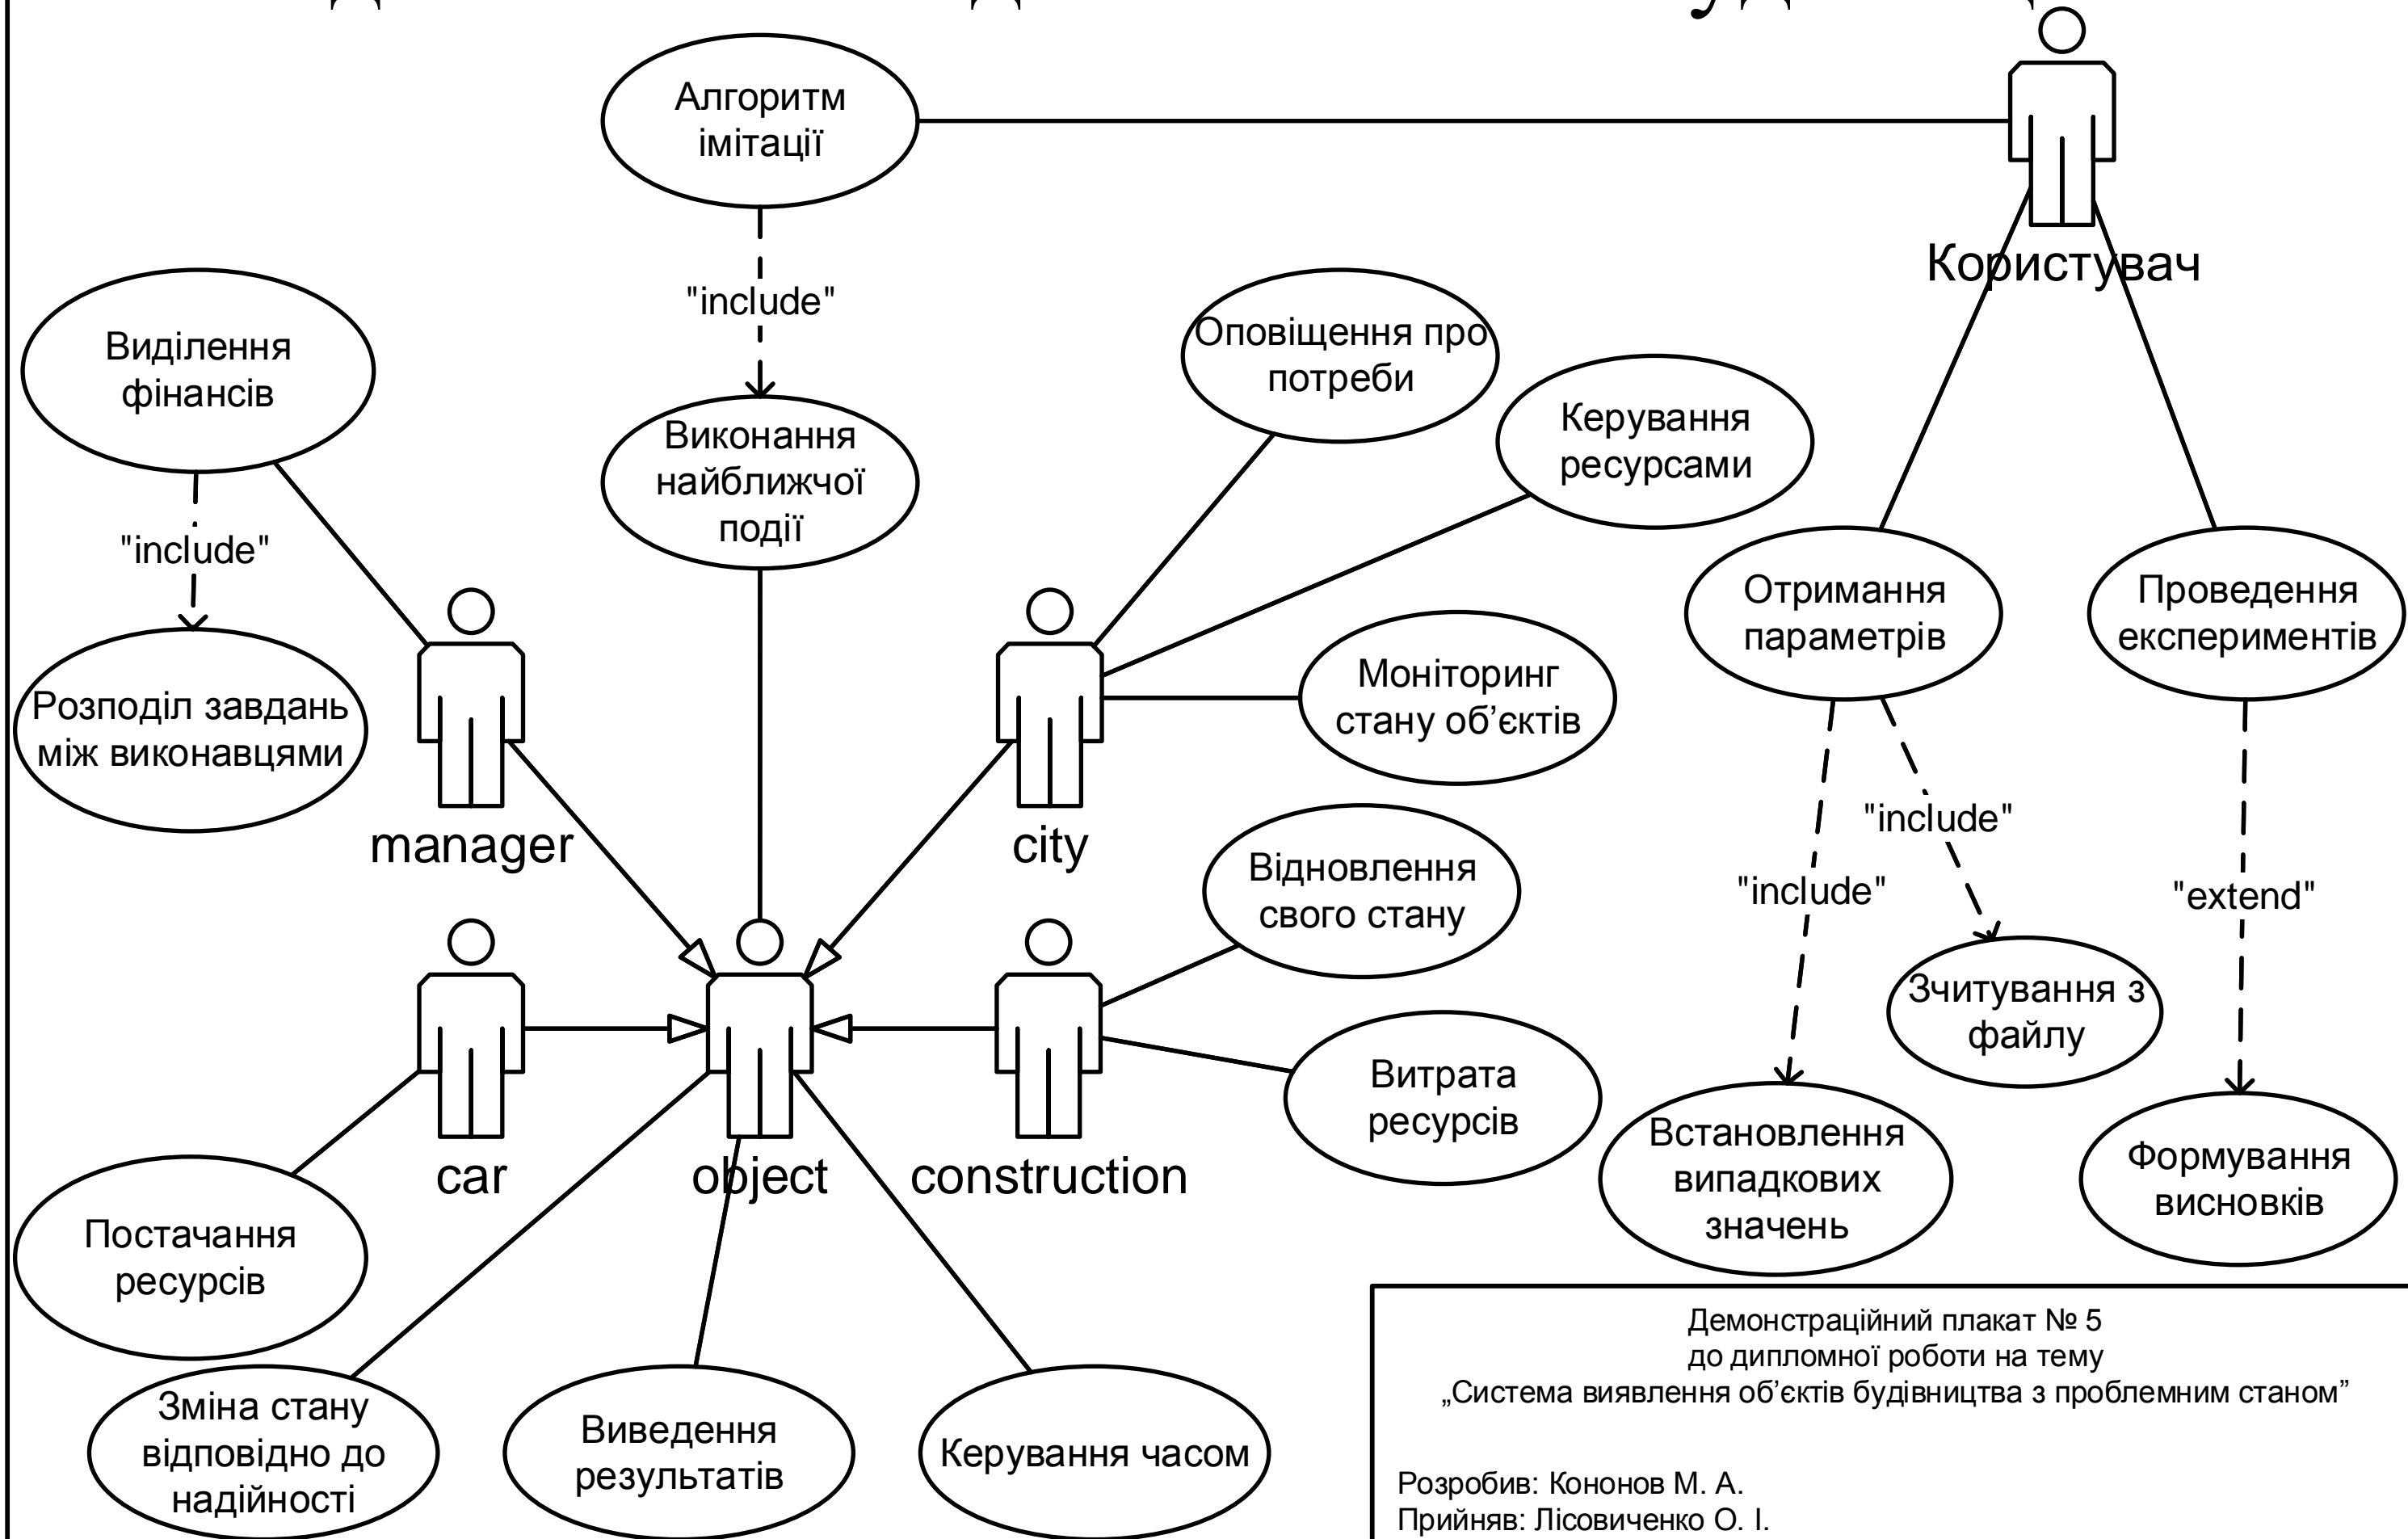 Алгоритм
імітації
"include"
Користувач
Виділення
фінансів
Оповіщення про
потреби
Керування
ресурсами
Виконання
найближчої
події
"include"
Отримання
параметрів
Проведення
експериментів
Розподіл завдань
між виконавцями
Моніторинг
стану об’єктів
manager
city
"include"
"include"
"extend"
Відновлення
свого стану
Зчитування з
файлу
Витрата
ресурсів
Встановлення
випадкових
значень
Формування
висновків
car
object
construction
Постачання
ресурсів
Зміна стану
відповідно до
надійності
Виведення
результатів
Керування часом
Демонстраційний плакат № 5
до дипломної роботи на тему
„Система виявлення об’єктів будівництва з проблемним станом”
Розробив: Кононов М. А.
Прийняв: Лісовиченко О. І.